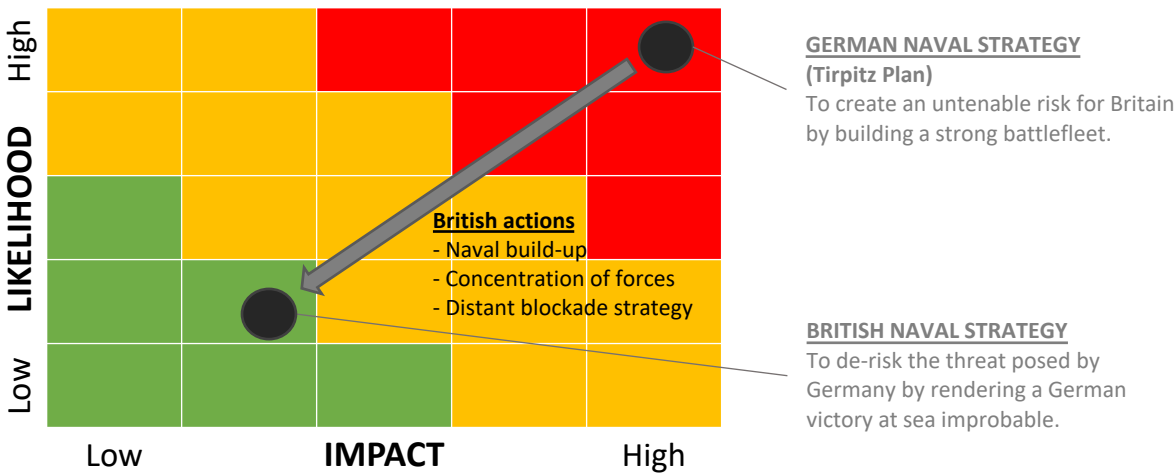 High
LIKELIHOOD
Low
Low
IMPACT
High
British actions
- Naval build-up
- Concentration of forces
- Distant blockade strategy
GERMAN NAVAL STRATEGY
(Tirpitz Plan)
To create an untenable risk for Britain
by building a strong battlefleet.
BRITISH NAVAL STRATEGY
To de-risk the threat posed by
Germany by rendering a German
victory at sea improbable.